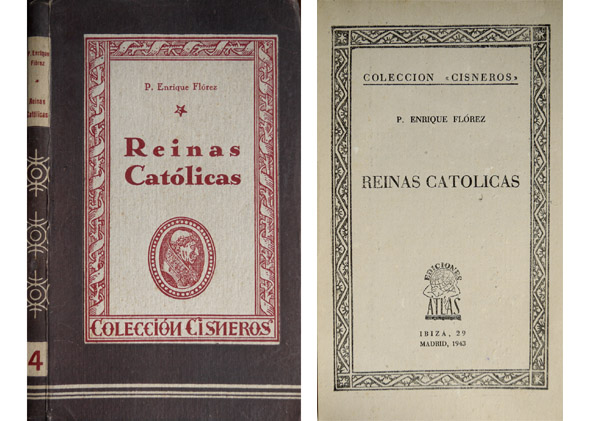 P. Enrique
Flórez
Reinas
Católicas
4
P. Enrique Flórez
Reinas
Católicas
COLECCIÓN CISNEROS
COLECCION «CISNEROS»
P. ENRIQUE FLÓREZ
REINAS CATOLICAS
EDICIONES
ATLAS
IBIZA, 29
MADRID, 1943